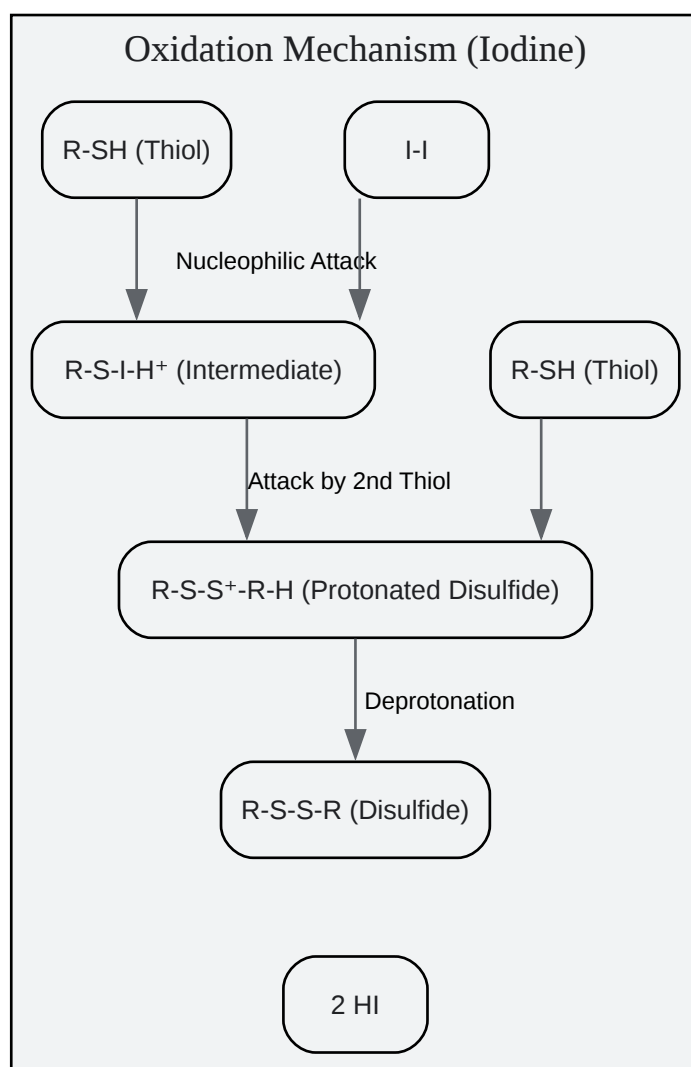 Oxidation Mechanism (Iodine)
R-SH (Thiol)
I-I
Nucleophilic Attack
R-S-I-H⁺ (Intermediate)
R-SH (Thiol)
Attack by 2nd Thiol
R-S-S⁺-R-H (Protonated Disulfide)
Deprotonation
R-S-S-R (Disulfide)
2 HI